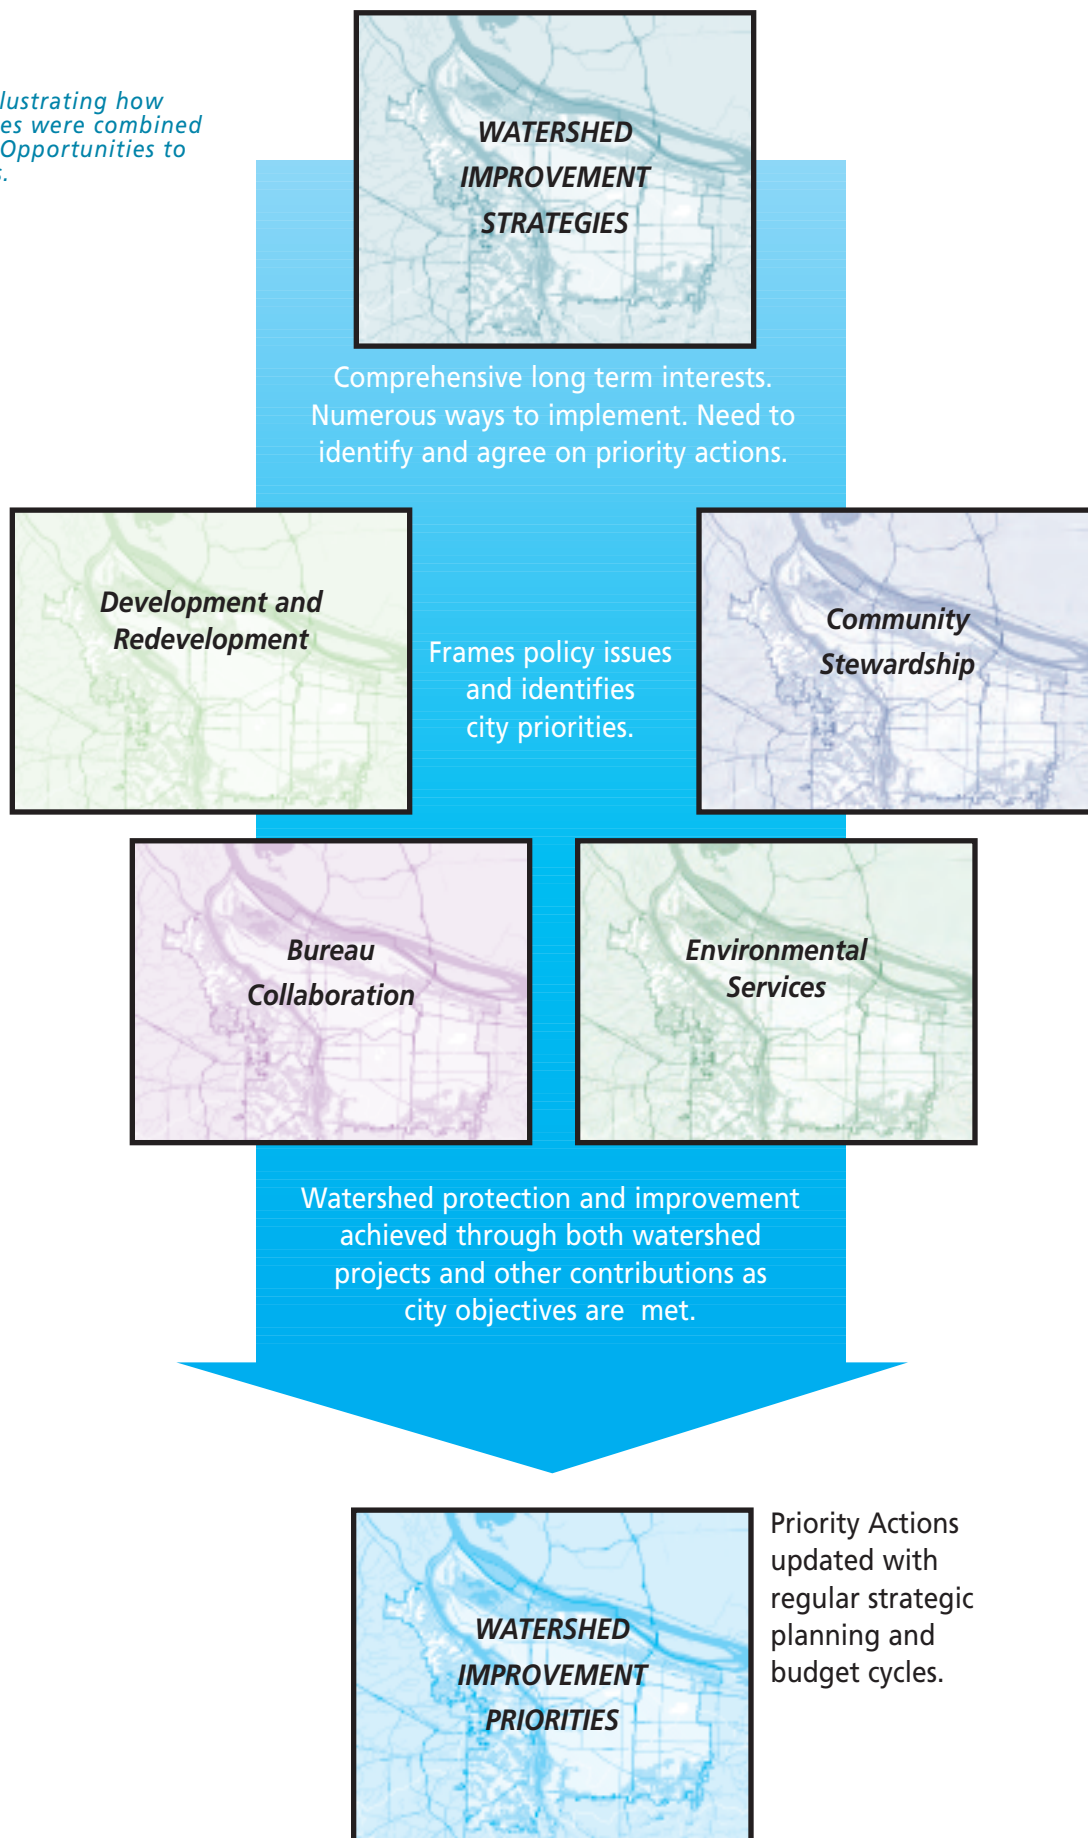 lustrating how
es were combined
Opportunities to
s.
WATERSHED
IMPROVEMENT
STRATEGIES
Comprehensive long term interests.
Numerous ways to implement. Need to
identify and agree on priority actions.
Development and
Redevelopment
Frames policy issues
and identifies
city priorities.
Community
Stewardship
Bureau
Collaboration
Environmental
Services
Watershed protection and improvement
achieved through both watershed
projects and other contributions as
city objectives are met.
WATERSHED
IMPROVEMENT
PRIORITIES
Priority Actions
updated with
regular strategic
planning and
budget cycles.